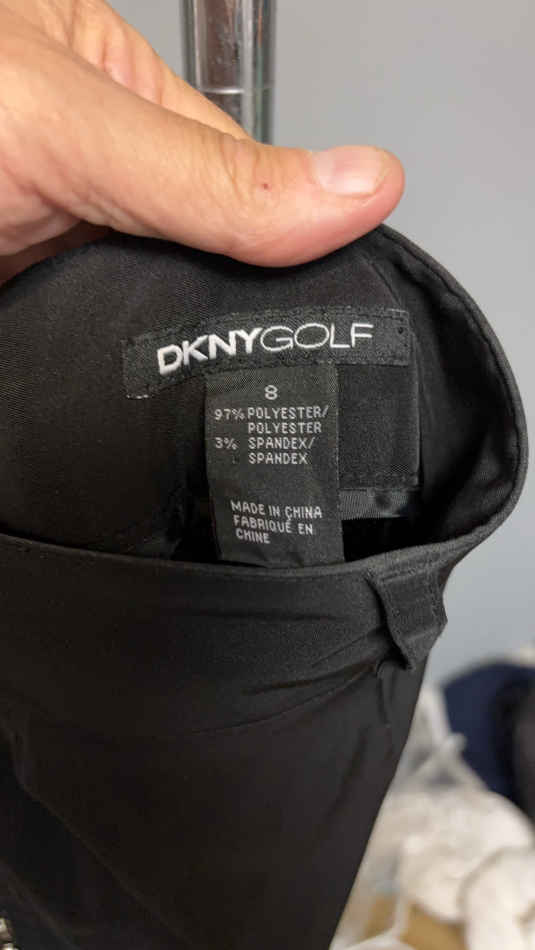 DKNYGOLF
8
97% POLYESTER/
POLYESTER
3% SPANDEX/
SPANDEX
MADE IN CHINA
FABRIQUÉ EN
CHINE